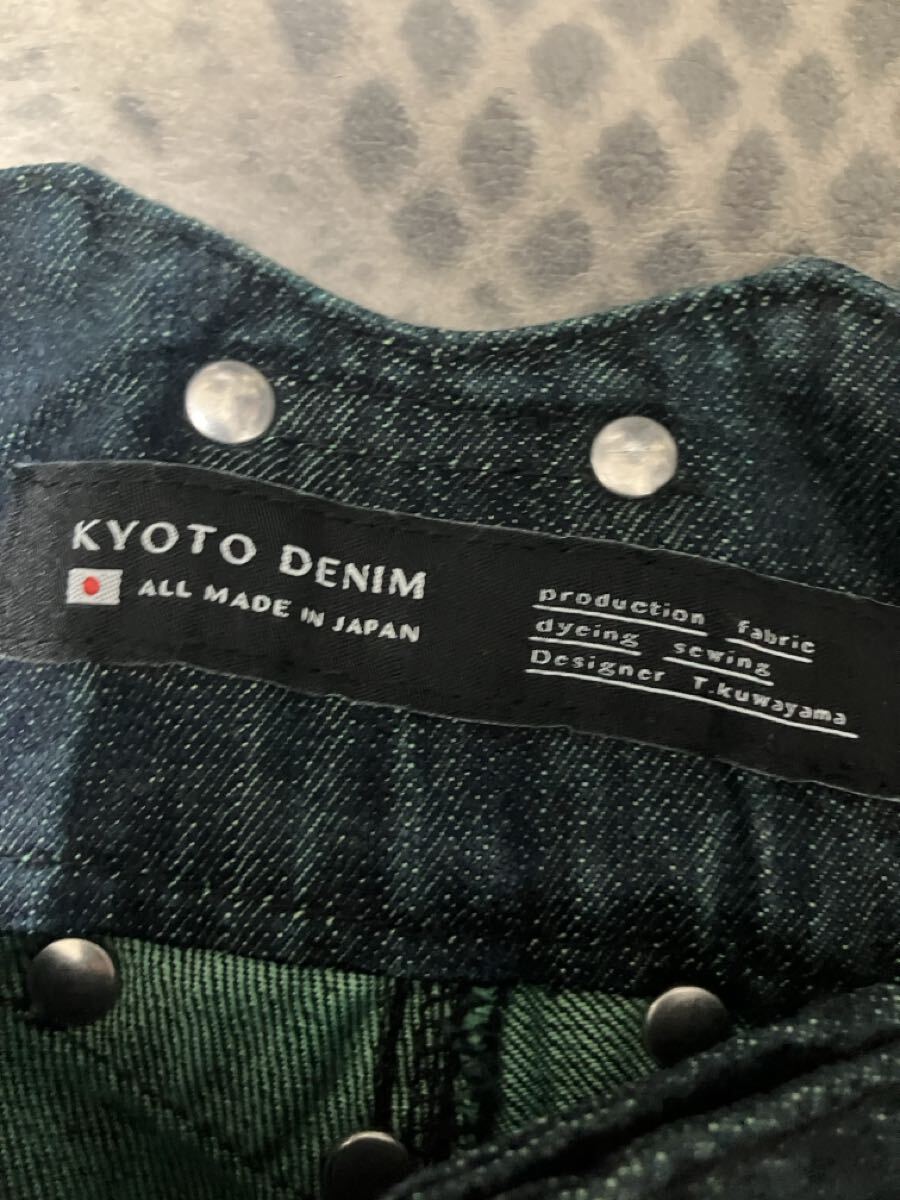 KYOTO DENIM
ALL MADE IN JAPAN
production fabric
dyeing sewing
Designer T.kuwayama